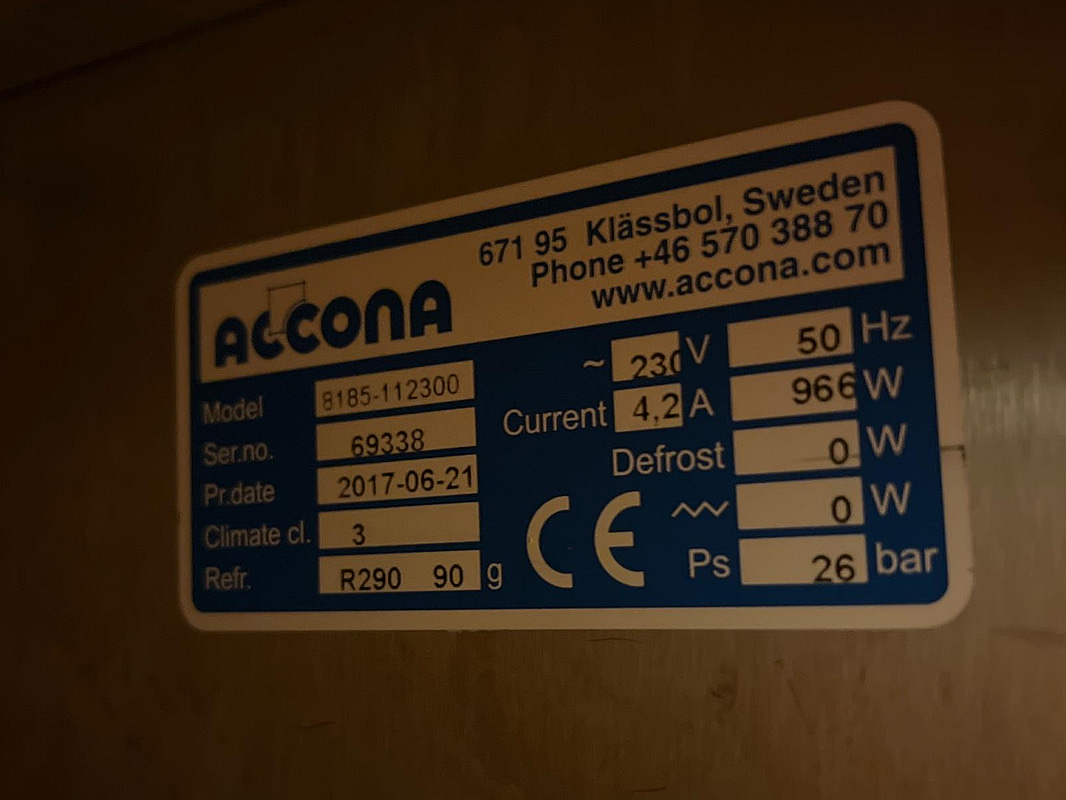 ACCONA
671 95 Klässbol, Sweden
Phone +46 570 388 70
www.accona.com
Model 8185-112300
Ser.no. 69338
Pr.date 2017-06-21
Climate cl. 3
Refr. R290 90 g
~ 230 V 50 Hz
Current 4,2 A 966 W
Defrost 0 W
CE 0 W
Ps 26 bar